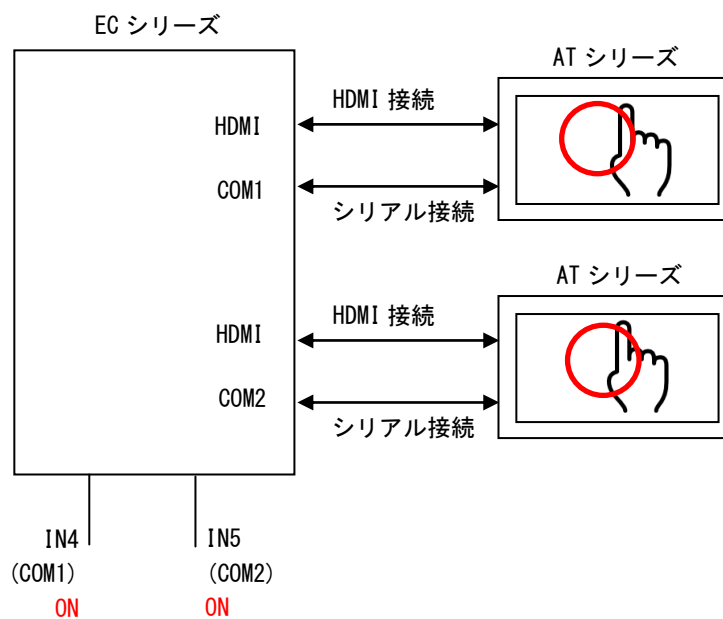 EC シリーズ
AT シリーズ
HDMI 接続
HDMI
COM1
シリアル接続
AT シリーズ
HDMI 接続
HDMI
COM2
シリアル接続
IN4
IN5
(COM1)
(COM2)
ON
ON